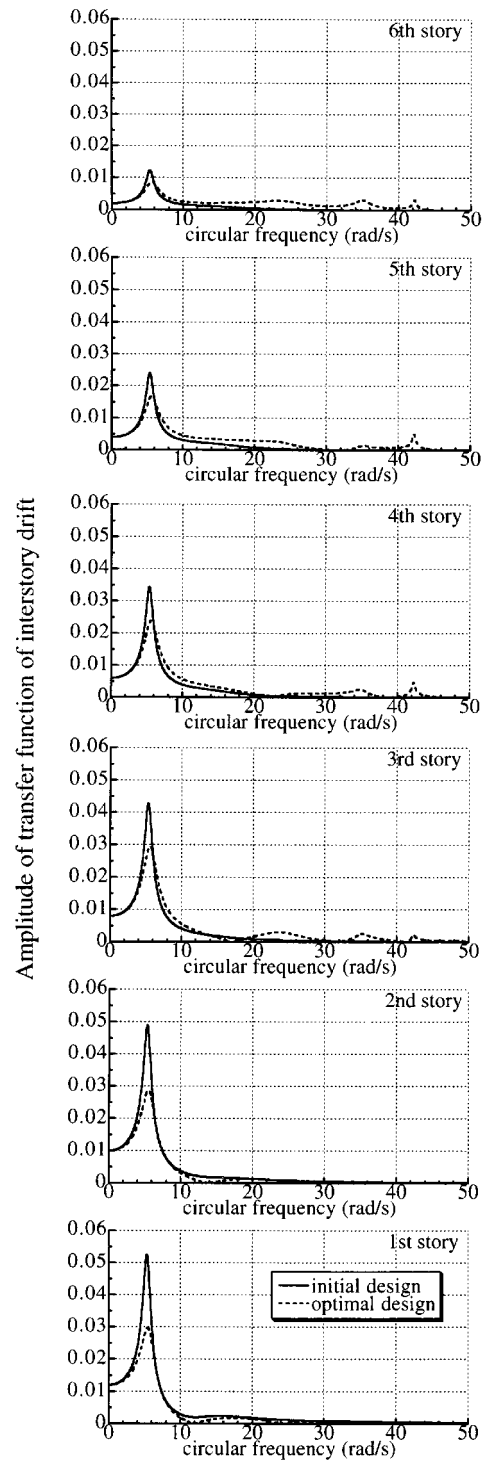 Amplitude of transfer function of interstory drift
0.06
0.05
0.04
0.03
0.02
0.01
0
6th story
0 10 20 30 40 50
circular frequency (rad/s)
0.06
0.05
0.04
0.03
0.02
0.01
0
5th story
0 10 20 30 40 50
circular frequency (rad/s)
0.06
0.05
0.04
0.03
0.02
0.01
0
4th story
0 10 20 30 40 50
circular frequency (rad/s)
0.06
0.05
0.04
0.03
0.02
0.01
0
3rd story
0 10 20 30 40 50
circular frequency (rad/s)
0.06
0.05
0.04
0.03
0.02
0.01
0
2nd story
0 10 20 30 40 50
circular frequency (rad/s)
0.06
0.05
0.04
0.03
0.02
0.01
0
1st story
initial design
optimal design
0 10 20 30 40 50
circular frequency (rad/s)